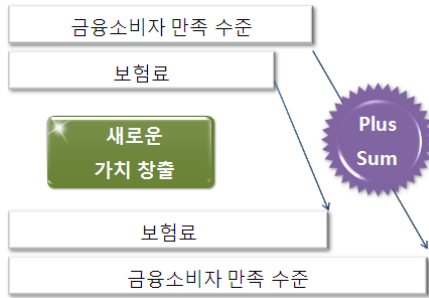 금융소비자 만족 수준
보험료
새로운
가치 창출
Plus
Sum
보험료
금융소비자 만족 수준